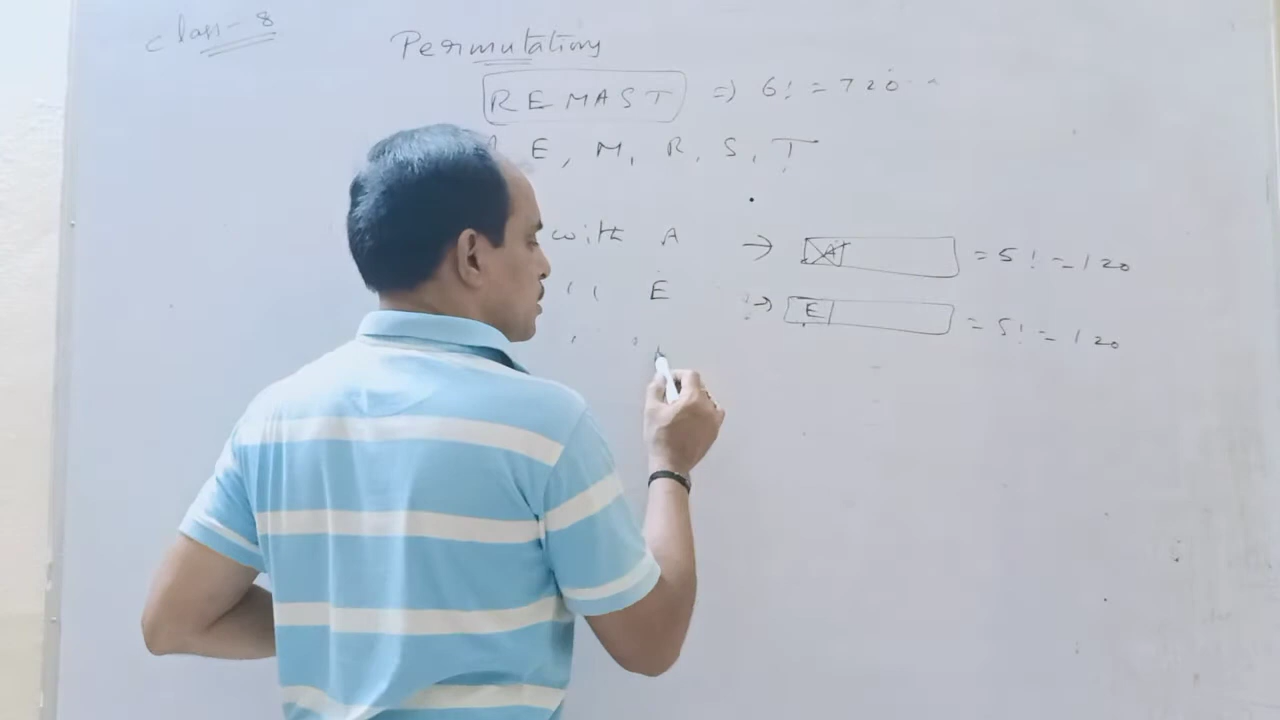 class-8
Permutations
REMAST => 6! = 720
E, M, R, S, T
with A → A = 5! = 120
,, E → E = 5! = 120